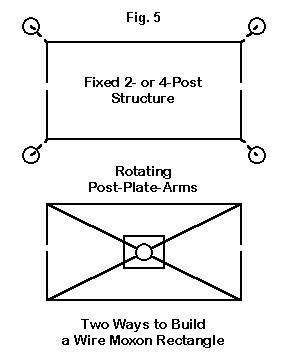 Fig. 5
Fixed 2- or 4-Post
Structure
Rotating
Post-Plate-Arms
Two Ways to Build
a Wire Moxon Rectangle